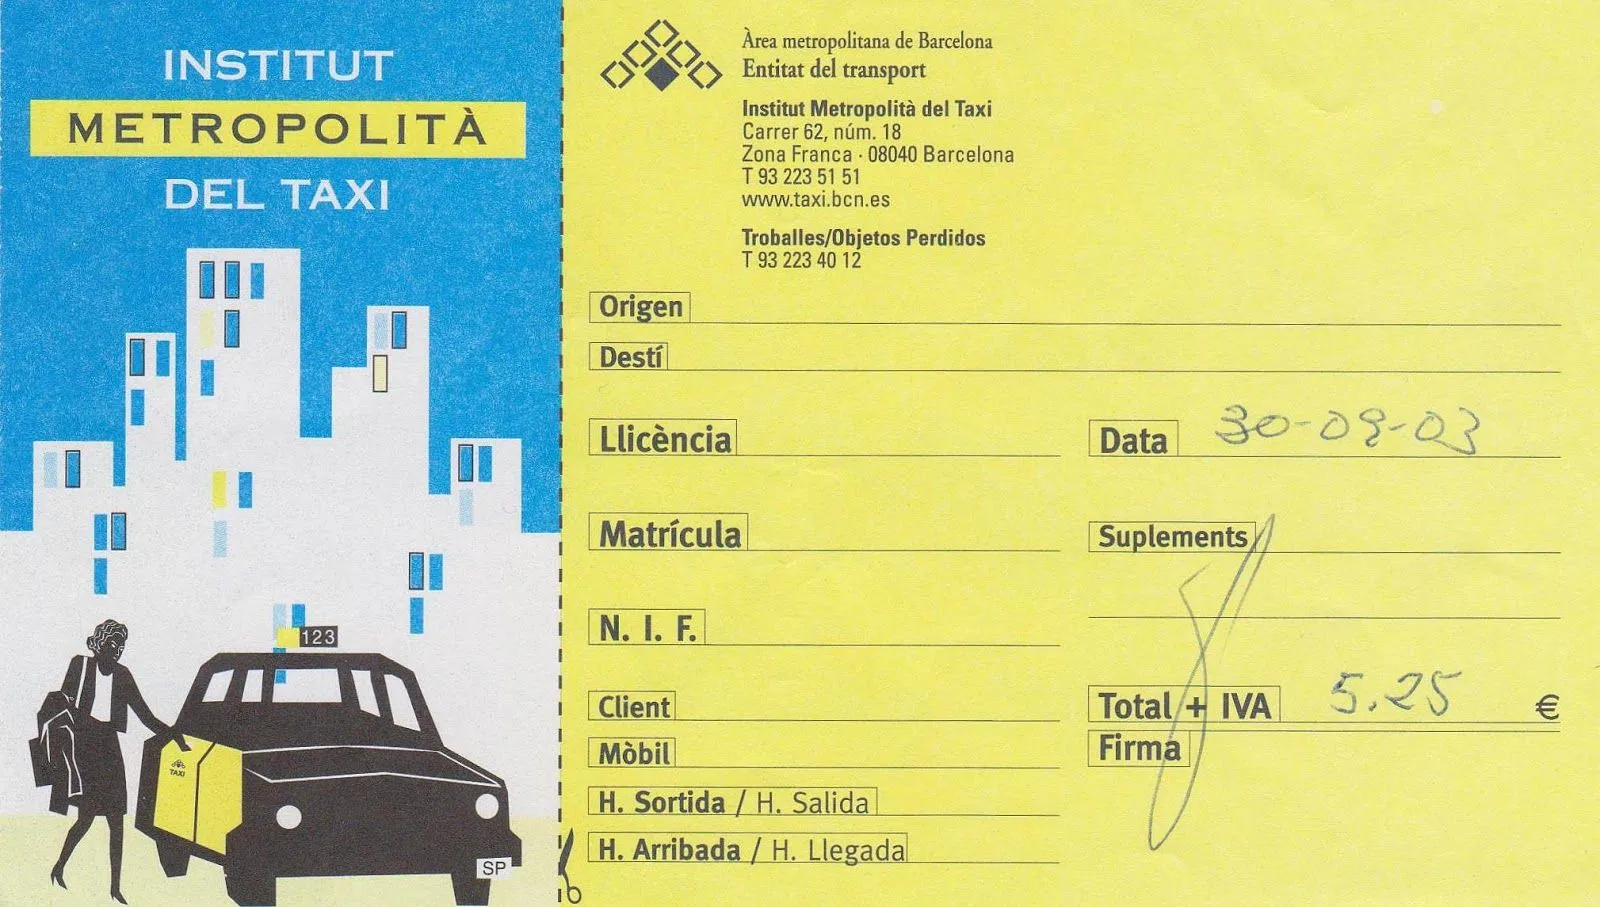 INSTITUT
METROPOLITÀ
DEL TAXI
123
TAXI
SP
Àrea metropolitana de Barcelona
Entitat del transport
Institut Metropolità del Taxi
Carrer 62, núm. 18
Zona Franca · 08040 Barcelona
T 93 223 51 51
www.taxi.bcn.es
Troballes/Objetos Perdidos
T 93 223 40 12
Origen
Destí
Llicència
Data 30-09-03
Matrícula
Suplements
N. I. F.
Client
Total + IVA 5.25 €
Mòbil
Firma
H. Sortida / H. Salida
H. Arribada / H. Llegada